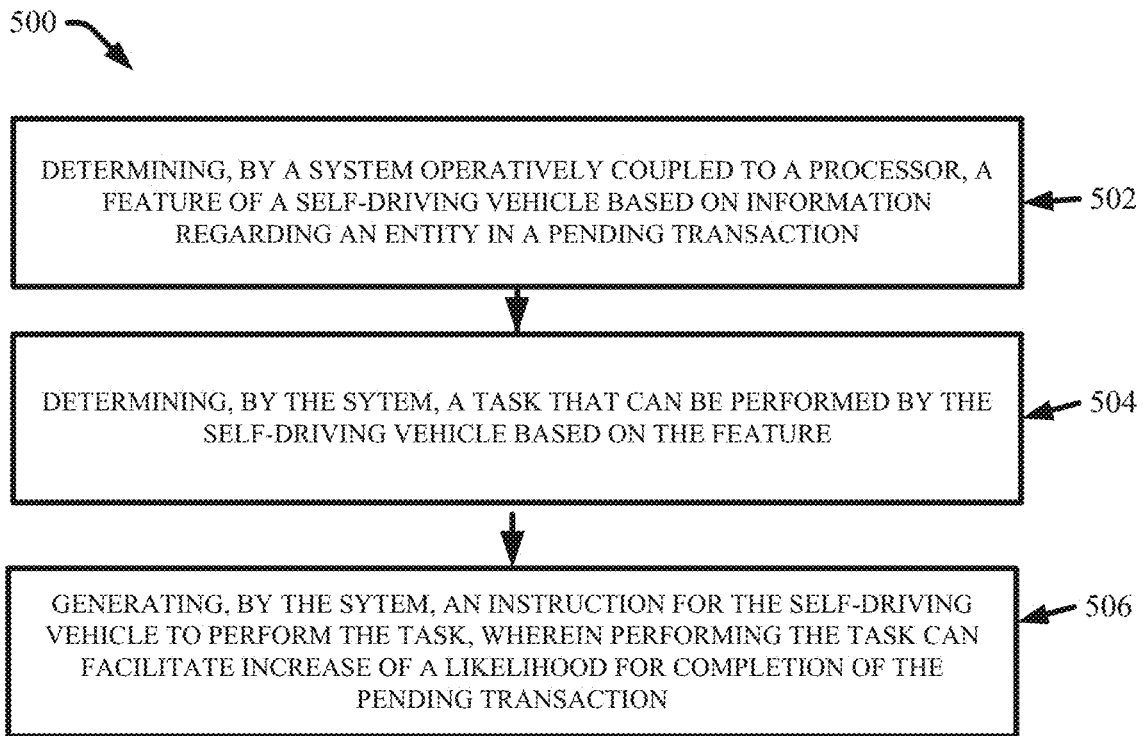 500
DETERMINING, BY A SYSTEM OPERATIVELY COUPLED TO A PROCESSOR, A
FEATURE OF A SELF-DRIVING VEHICLE BASED ON INFORMATION
REGARDING AN ENTITY IN A PENDING TRANSACTION
502
DETERMINING, BY THE SYTEM, A TASK THAT CAN BE PERFORMED BY THE
SELF-DRIVING VEHICLE BASED ON THE FEATURE
504
GENERATING, BY THE SYTEM, AN INSTRUCTION FOR THE SELF-DRIVING
VEHICLE TO PERFORM THE TASK, WHEREIN PERFORMING THE TASK CAN
FACILITATE INCREASE OF A LIKELIHOOD FOR COMPLETION OF THE
PENDING TRANSACTION
506